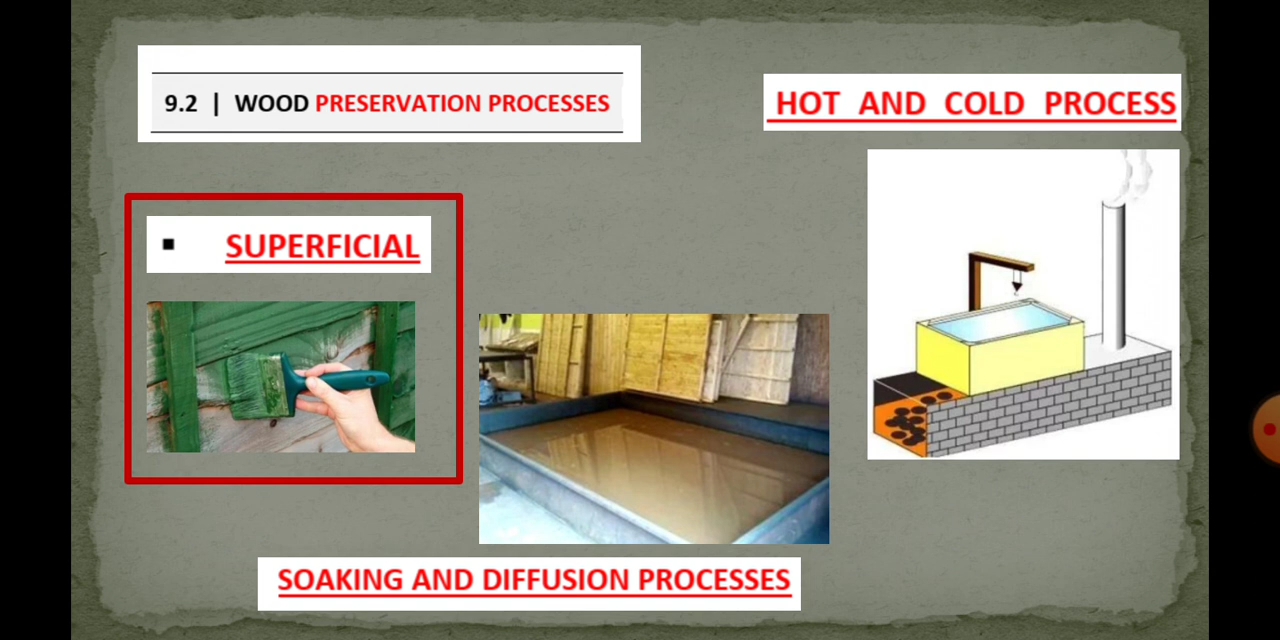 9.2 | WOOD PRESERVATION PROCESSES
HOT AND COLD PROCESS
▪ SUPERFICIAL
SOAKING AND DIFFUSION PROCESSES